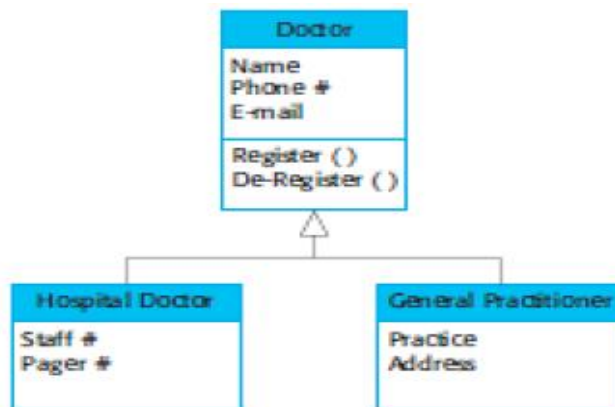 Doctor
Name
Phone #
E-mail
Register ( )
De-Register ( )
Hospital Doctor
Staff #
Pager #
General Practitioner
Practice
Address